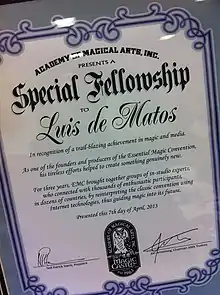 ACADEMY OF MAGICAL ARTS, INC.
PRESENTS A
Special Fellowship
TO
Luis de Matos
In recognition of a trail-blazing achievement in magic and media.
As one of the founders and producers of the Essential Magic Convention,
his tireless efforts helped to create something genuinely new.
For three years, EMC brought together groups of in-studio experts
who connected with thousands of enthusiastic participants,
in dozens of countries, by reinterpreting the classic convention using
Internet technologies, thus guiding magic into its future.
Presented this 7th day of April, 2013
MAGIC
CASTLE